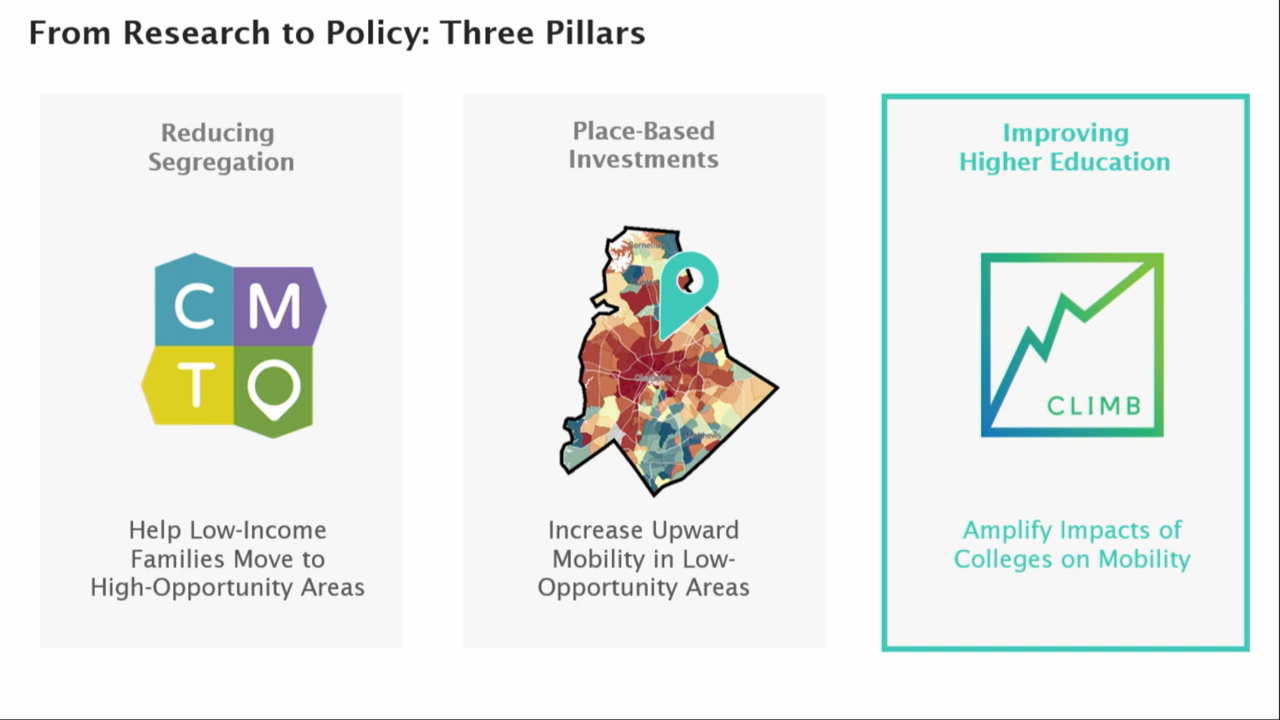 From Research to Policy: Three Pillars
Reducing
Segregation
C M
T O
Help Low-Income
Families Move to
High-Opportunity Areas
Place-Based
Investments
Charlotte
Increase Upward
Mobility in Low-
Opportunity Areas
Improving
Higher Education
CLIMB
Amplify Impacts of
Colleges on Mobility